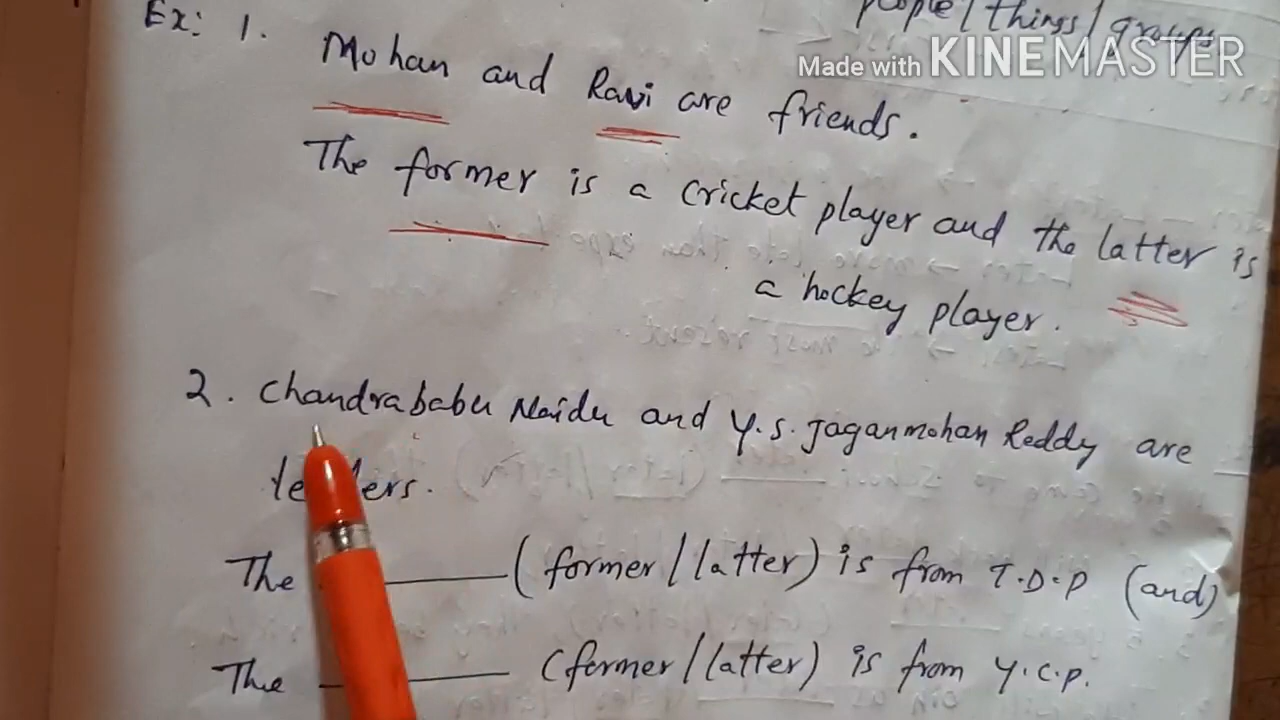 people/things/groups
Made with KINEMASTER
Ex: 1. Mohan and Ravi are friends.
The former is a cricket player and the latter is
a hockey player.
2. Chandrababu Naidu and Y.S. Jaganmohan Reddy are
leaders.
The ______ (former/latter) is from T.D.P (and)
The ______ (former/latter) is from Y.C.P.